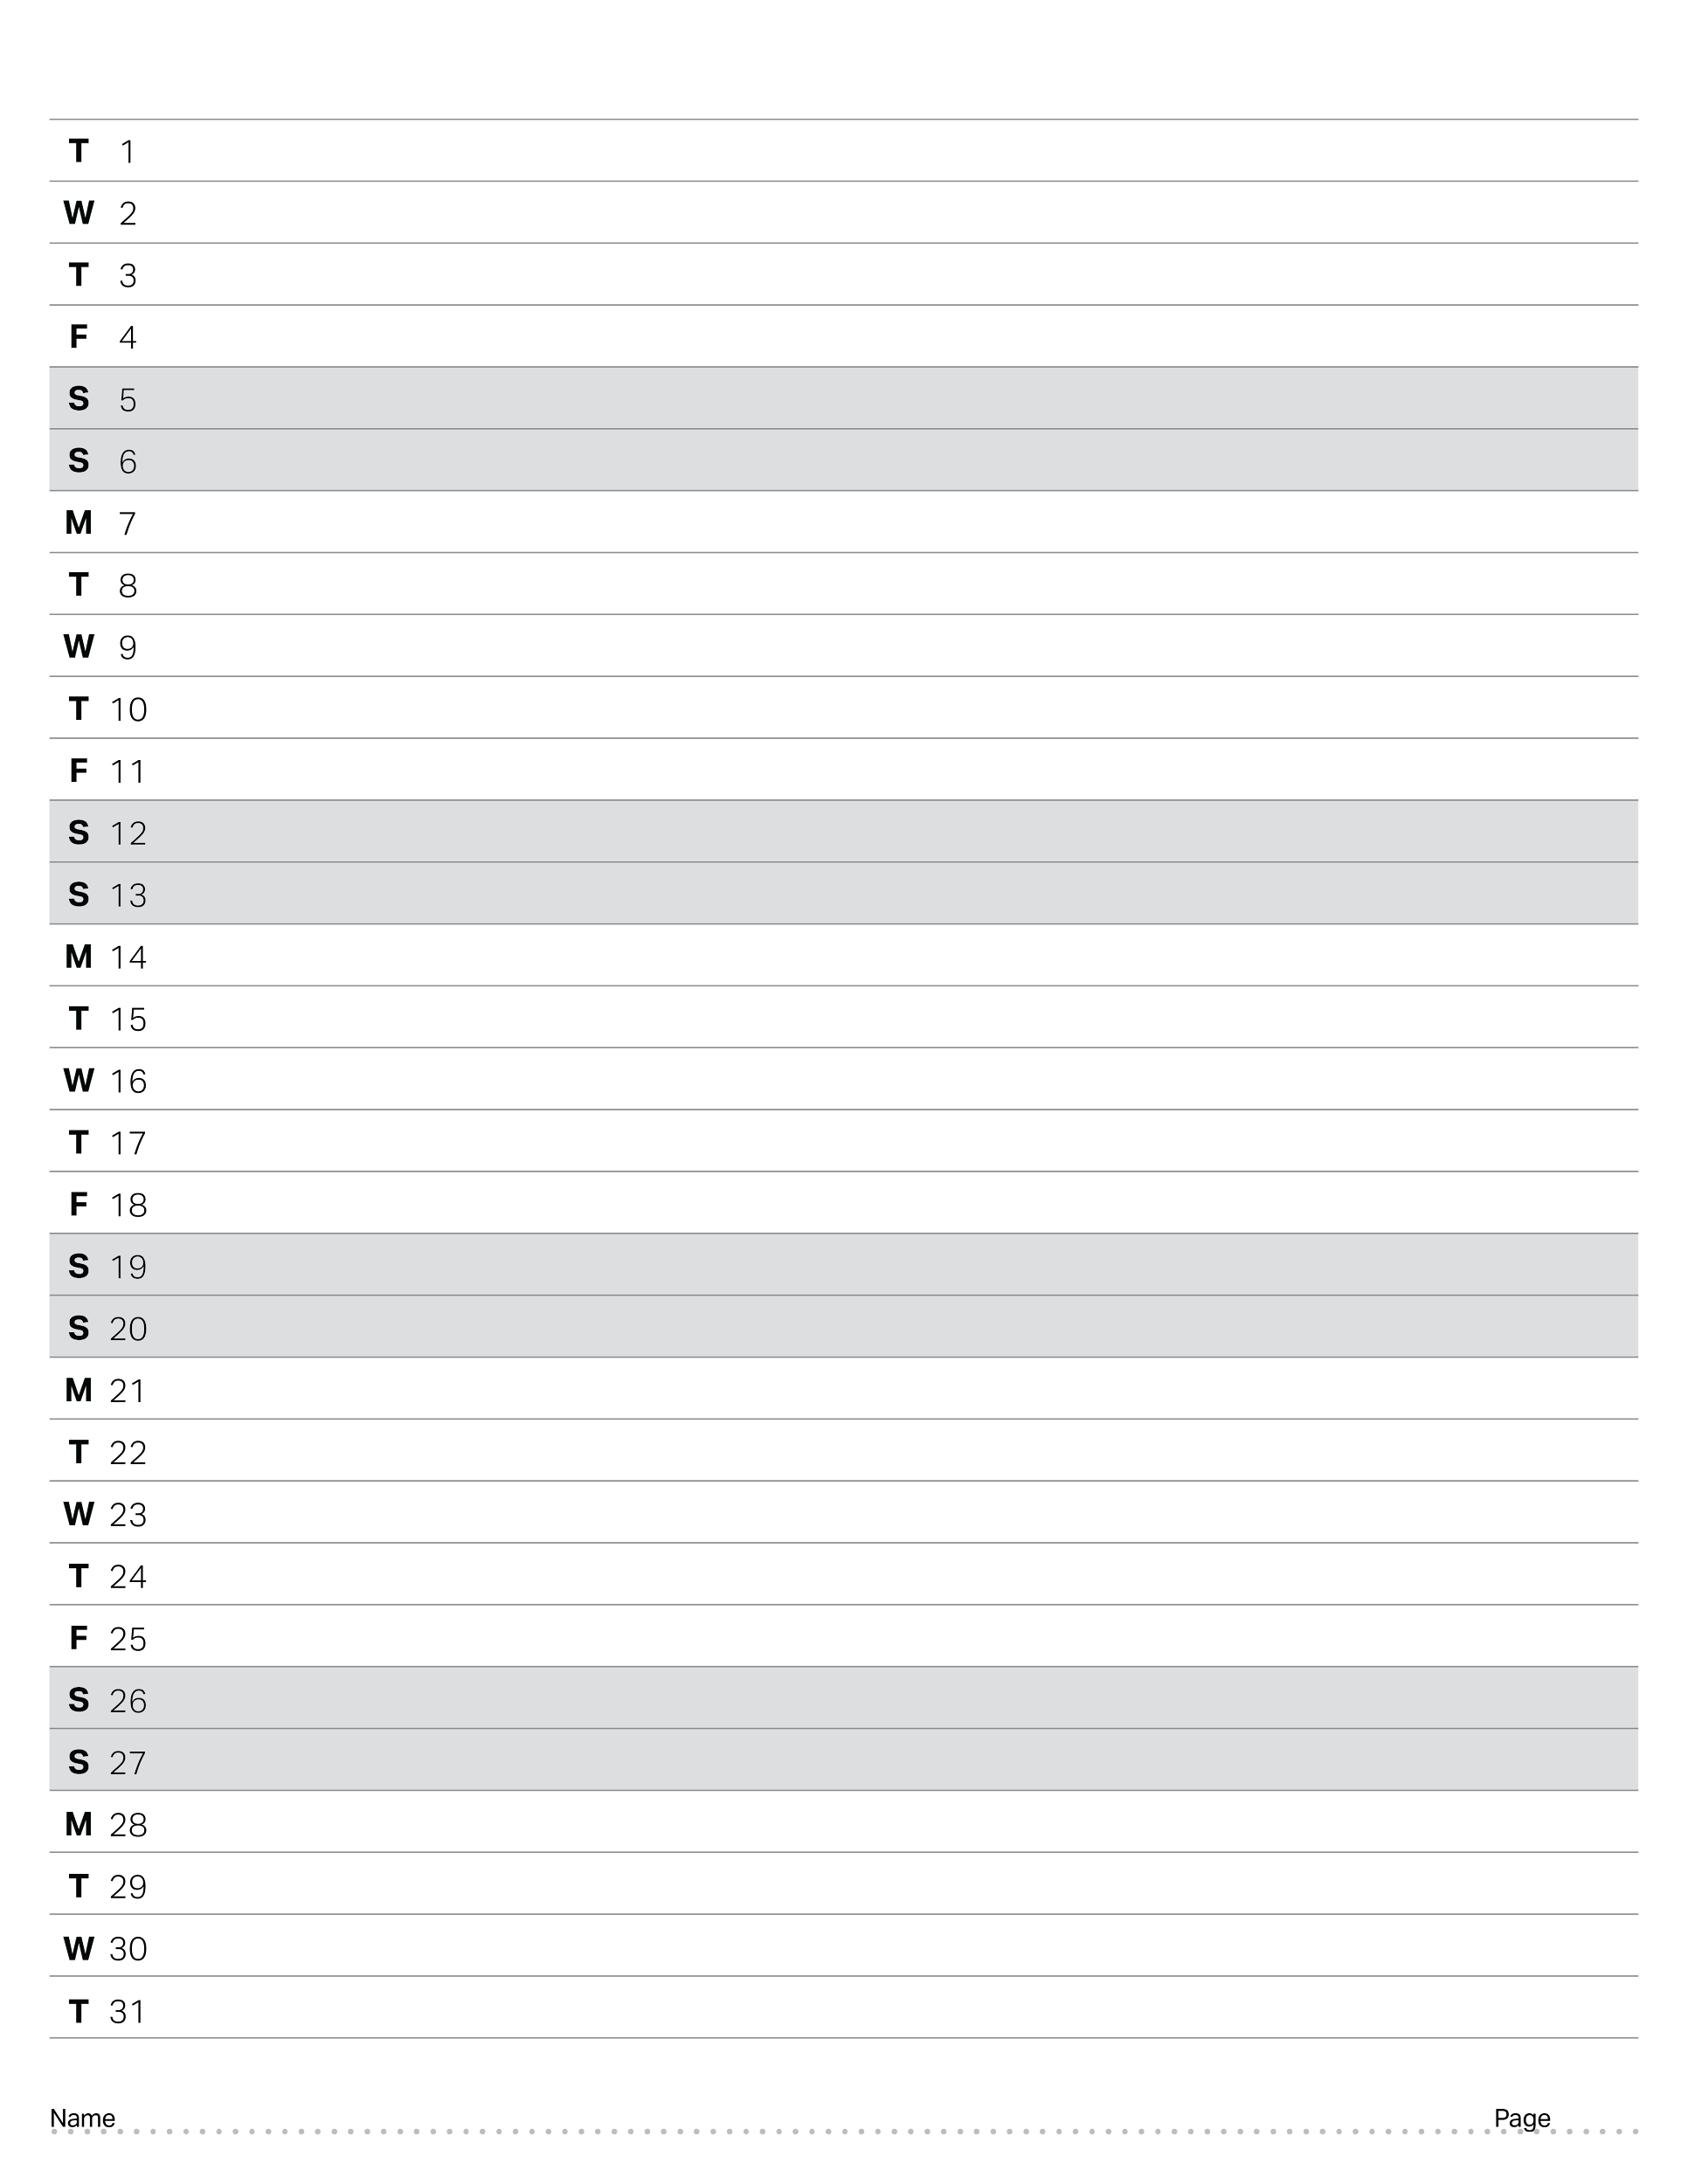 T 1
W 2
T 3
F 4
S 5
S 6
M 7
T 8
W 9
T 10
F 11
S 12
S 13
M 14
T 15
W 16
T 17
F 18
S 19
S 20
M 21
T 22
W 23
T 24
F 25
S 26
S 27
M 28
T 29
W 30
T 31
Name Page